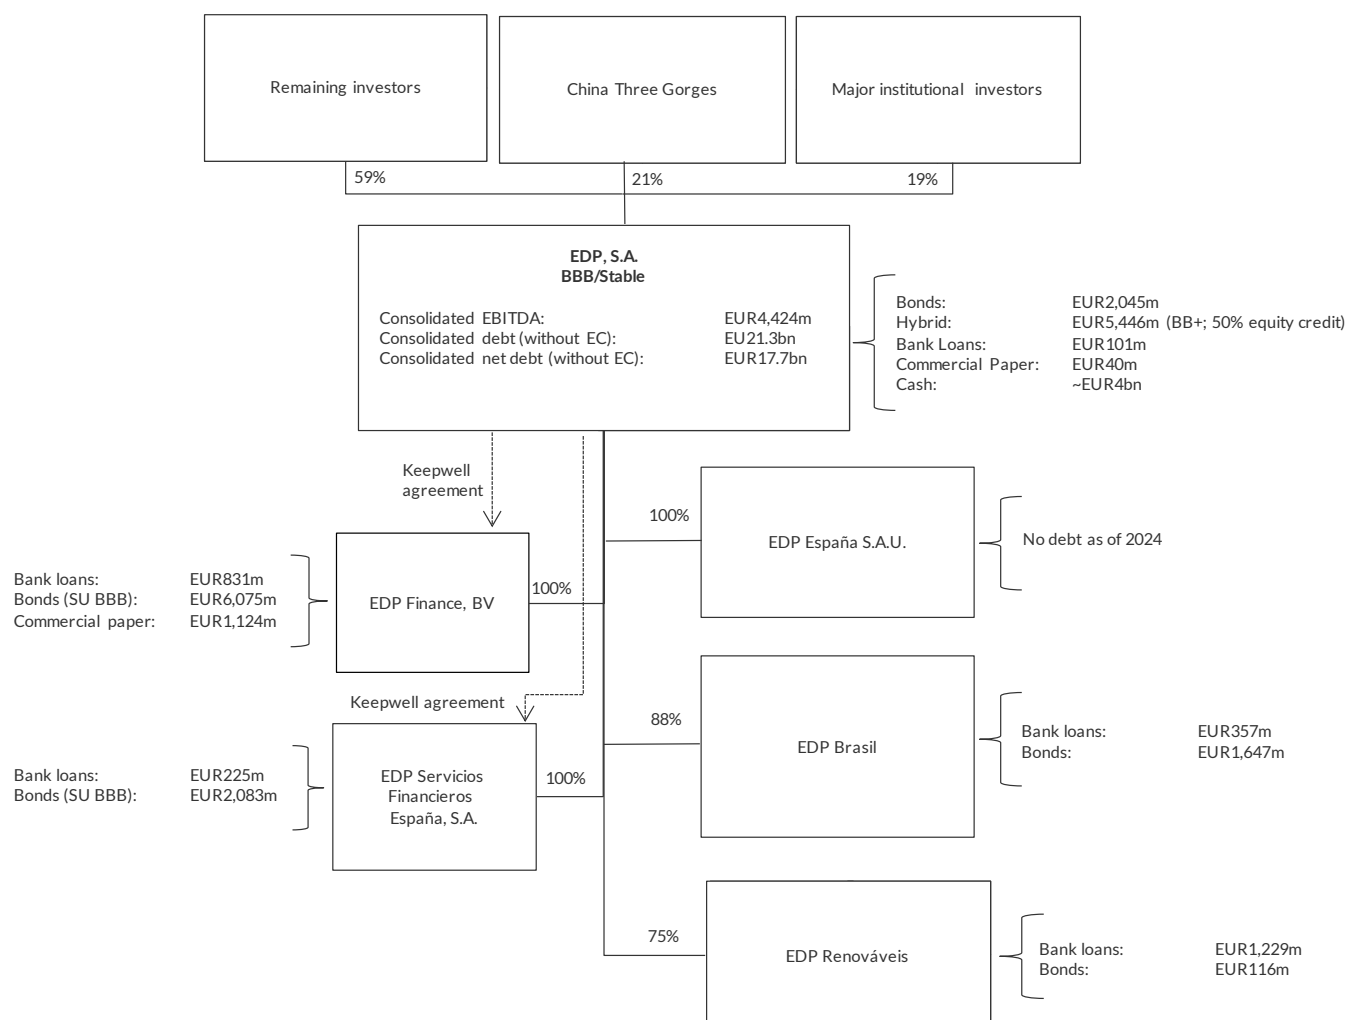 Remaining investors
China Three Gorges
Major institutional investors
59%
21%
19%
EDP, S.A.
BBB/Stable
Consolidated EBITDA: EUR4,424m
Consolidated debt (without EC): EU21.3bn
Consolidated net debt (without EC): EUR17.7bn
Bonds: EUR2,045m
Hybrid: EUR5,446m (BB+; 50% equity credit)
Bank Loans: EUR101m
Commercial Paper: EUR40m
Cash: ~EUR4bn
Keepwell
agreement
100%
EDP España S.A.U.
No debt as of 2024
Bank loans: EUR831m
Bonds (SU BBB): EUR6,075m
Commercial paper: EUR1,124m
EDP Finance, BV
100%
Keepwell agreement
88%
EDP Brasil
Bank loans: EUR357m
Bonds: EUR1,647m
Bank loans: EUR225m
Bonds (SU BBB): EUR2,083m
EDP Servicios
Financieros
España, S.A.
100%
75%
EDP Renováveis
Bank loans: EUR1,229m
Bonds: EUR116m